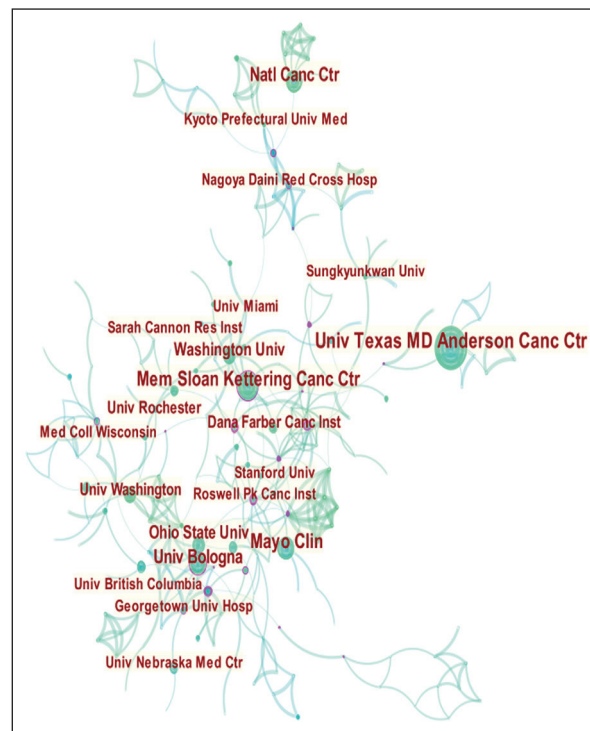 Natl Canc Ctr
Kyoto Prefectural Univ Med
Nagoya Daini Red Cross Hosp
Sungkyunkwan Univ
Univ Miami
Sarah Cannon Res Inst
Univ Texas MD Anderson Canc Ctr
Washington Univ
Mem Sloan Kettering Canc Ctr
Univ Rochester
Dana Farber Canc Inst
Med Coll Wisconsin
Stanford Univ
Univ Washington
Roswell Pk Canc Inst
Ohio State Univ
Mayo Clin
Univ Bologna
Univ British Columbia
Georgetown Univ Hosp
Univ Nebraska Med Ctr